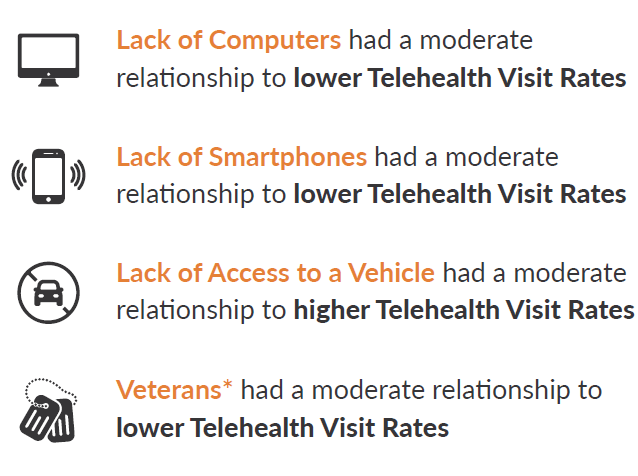 Lack of Computers had a moderate
relationship to lower Telehealth Visit Rates
Lack of Smartphones had a moderate
relationship to lower Telehealth Visit Rates
Lack of Access to a Vehicle had a moderate
relationship to higher Telehealth Visit Rates
Veterans* had a moderate relationship to
lower Telehealth Visit Rates